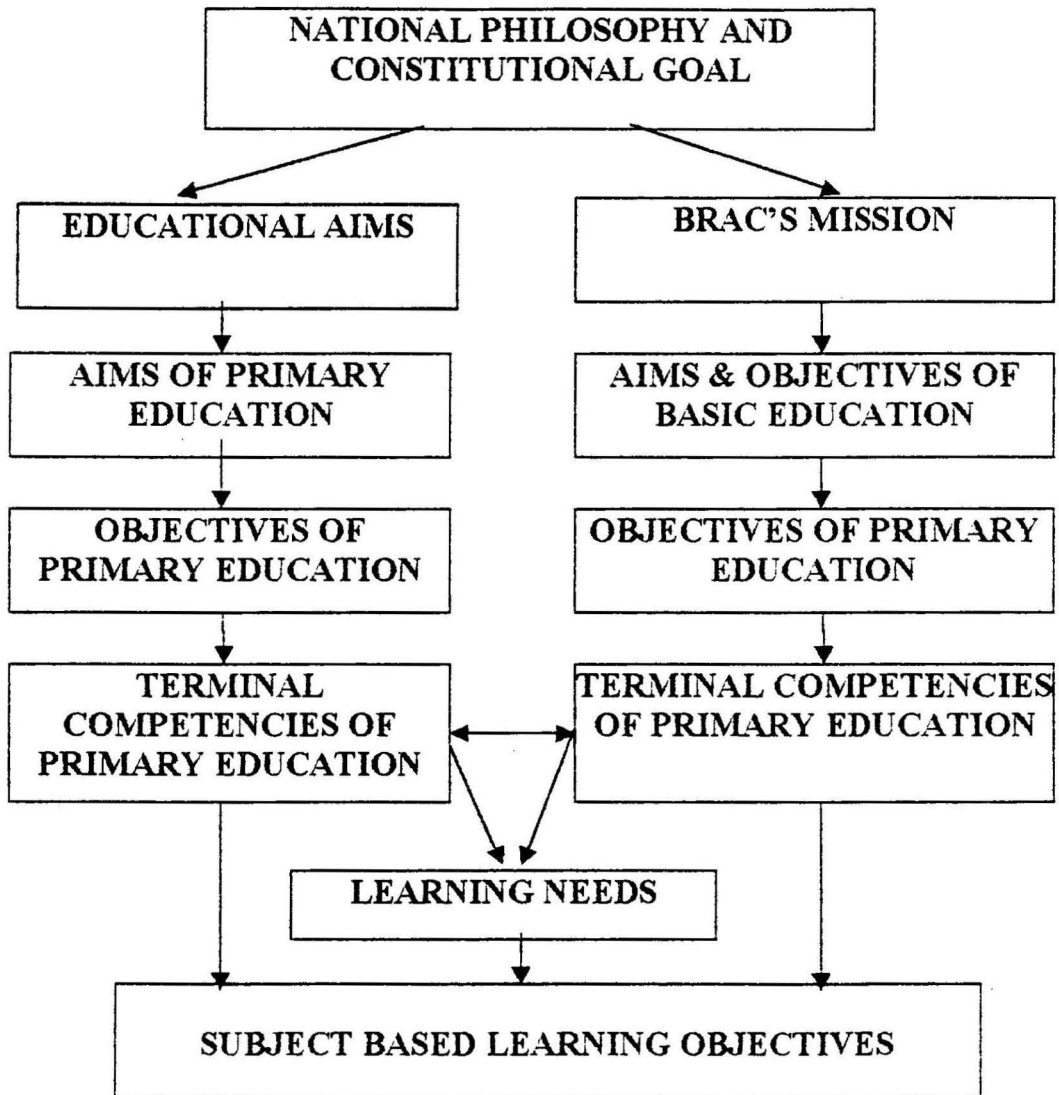 NATIONAL PHILOSOPHY AND
CONSTITUTIONAL GOAL
EDUCATIONAL AIMS
BRAC'S MISSION
AIMS OF PRIMARY
EDUCATION
AIMS & OBJECTIVES OF
BASIC EDUCATION
OBJECTIVES OF
PRIMARY EDUCATION
OBJECTIVES OF PRIMARY
EDUCATION
TERMINAL
COMPETENCIES OF
PRIMARY EDUCATION
TERMINAL COMPETENCIES
OF PRIMARY EDUCATION
LEARNING NEEDS
SUBJECT BASED LEARNING OBJECTIVES